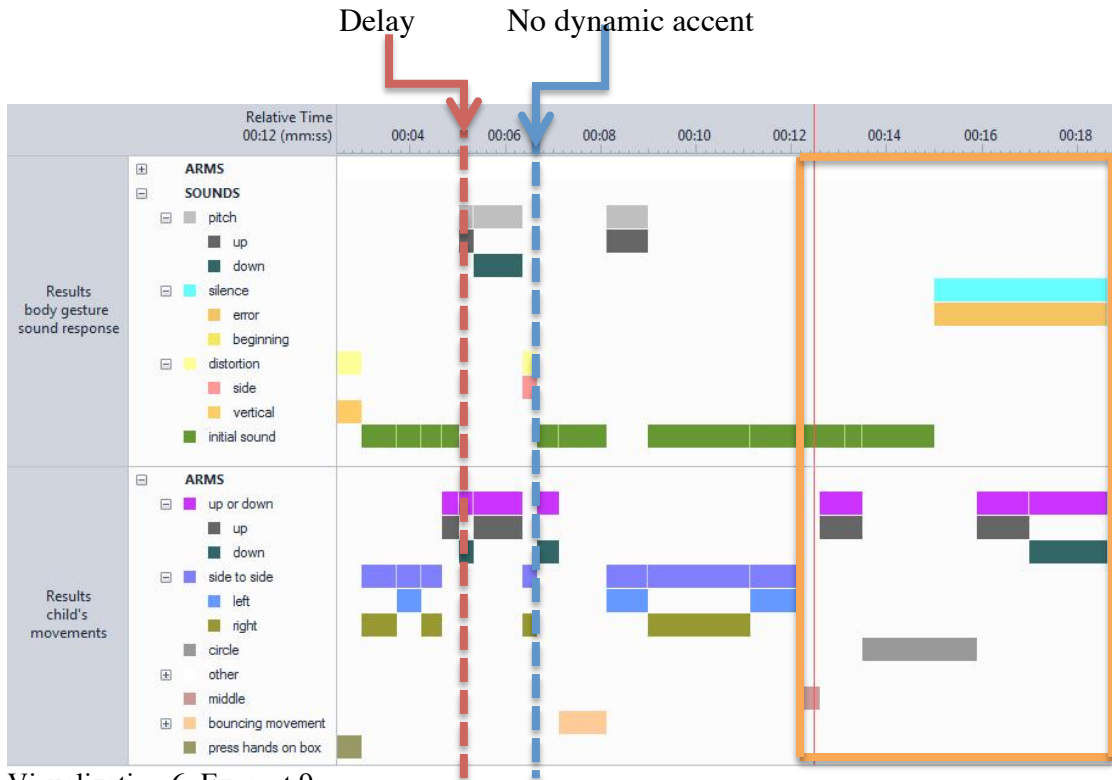 Delay No dynamic accent
Relative Time
00:12 (mm:ss) 00:04 00:06 00:08 00:10 00:12 00:14 00:16 00:18
ARMS
SOUNDS
pitch
up
down
silence
error
beginning
distortion
side
vertical
initial sound
Results
body gesture
sound response
ARMS
up or down
up
down
side to side
left
right
circle
other
middle
bouncing movement
press hands on box
Results
child's
movements